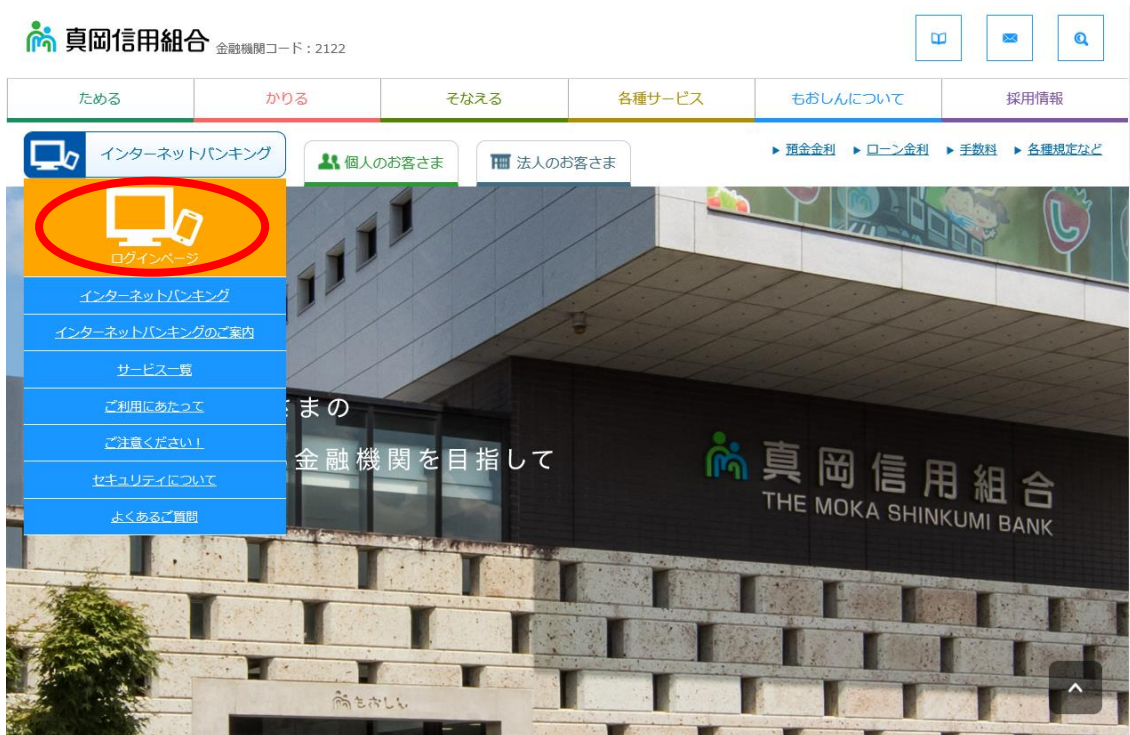 真岡信用組合 金融機関コード：2122
ためる かりる そなえる 各種サービス もおしんについて 採用情報
インターネットバンキング 個人のお客さま 法人のお客さま 預金金利 ローン金利 手数料 各種規定など
ログインページ
インターネットバンキング
インターネットバンキングのご案内
サービス一覧
ご利用にあたって
ご注意ください！
セキュリティについて
よくあるご質問
まの
金融機関を目指して
真岡信用組合
THE MOKA SHINKUMI BANK
もおしん